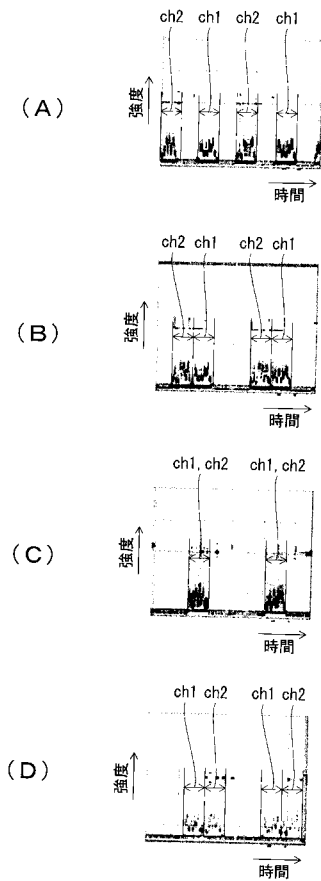 ch2 ch1 ch2 ch1
(A)
強度
時間
ch2 ch1 ch2 ch1
(B)
強度
時間
ch1, ch2 ch1, ch2
(C)
強度
時間
ch1 ch2 ch1 ch2
(D)
強度
時間